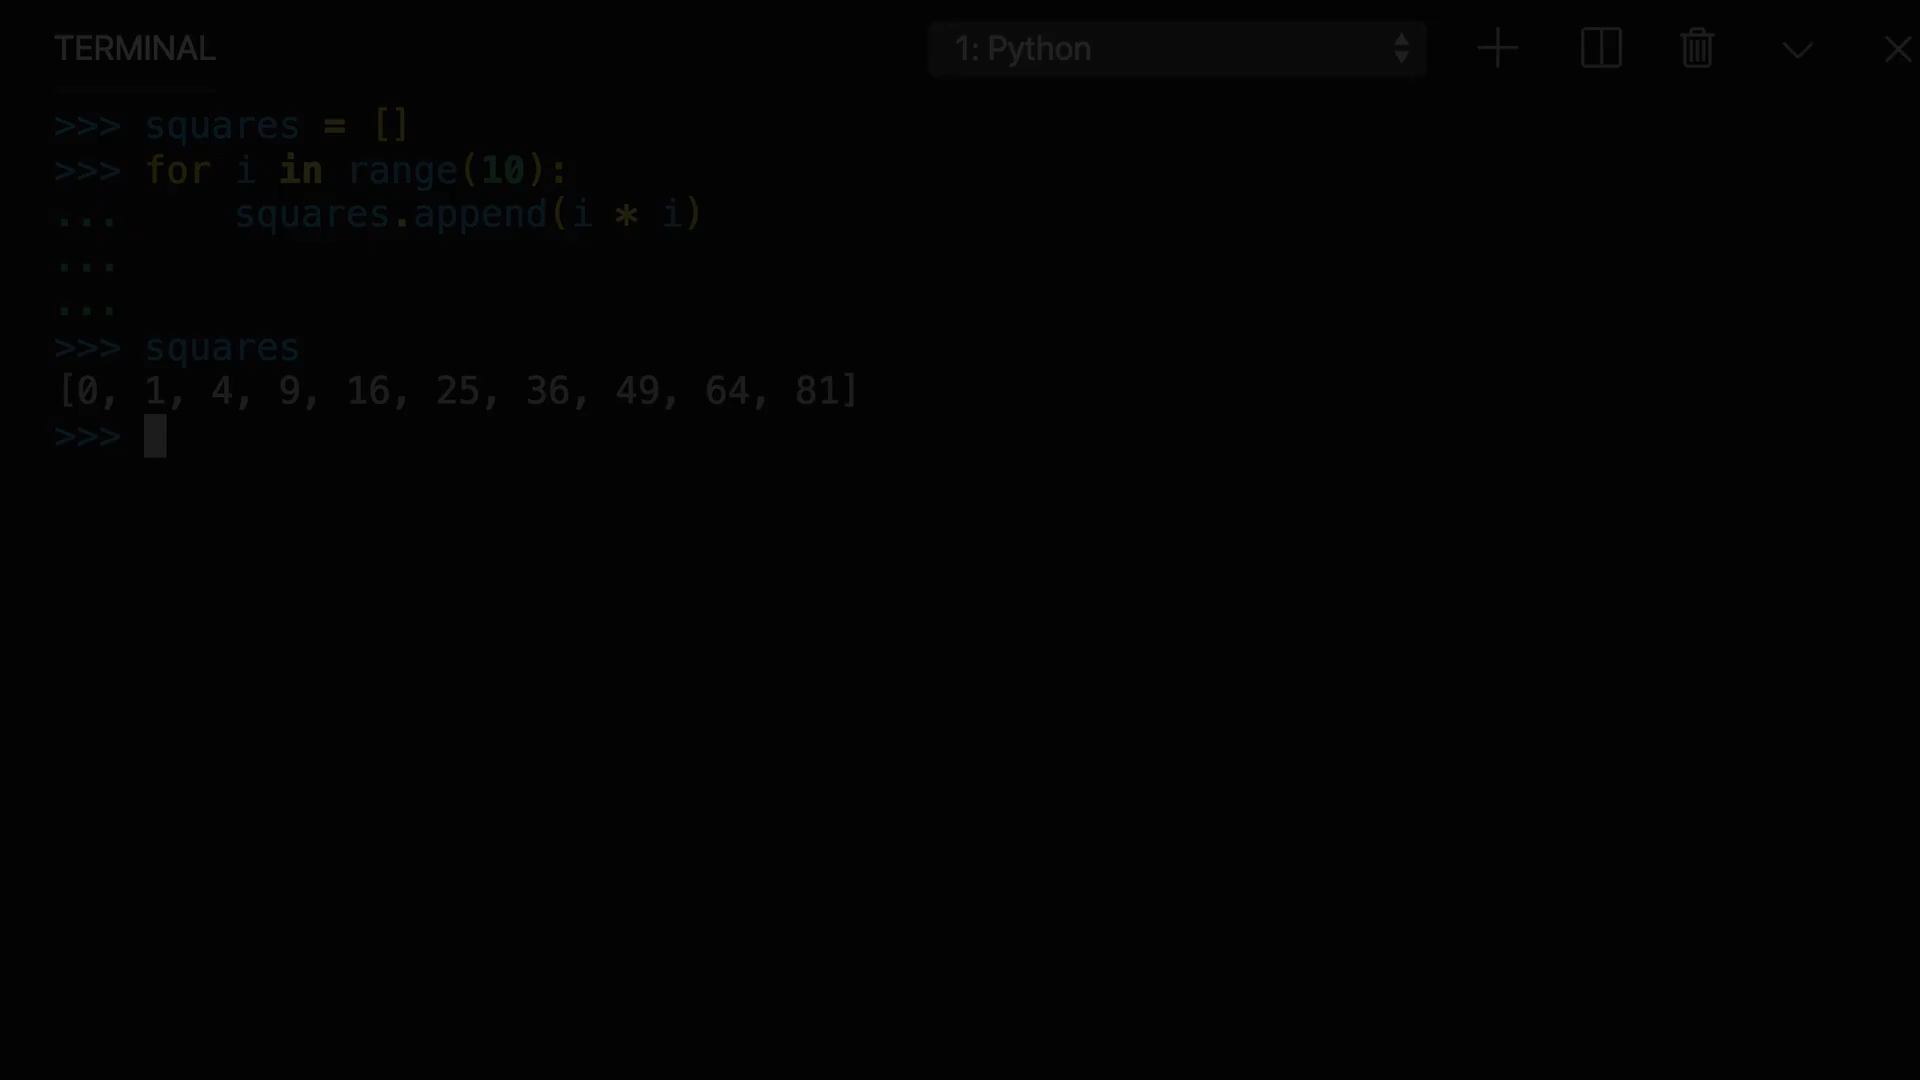 TERMINAL
1: Python
>>> squares = []
>>> for i in range(10):
...     squares.append(i * i)
...
...
>>> squares
[0, 1, 4, 9, 16, 25, 36, 49, 64, 81]
>>>